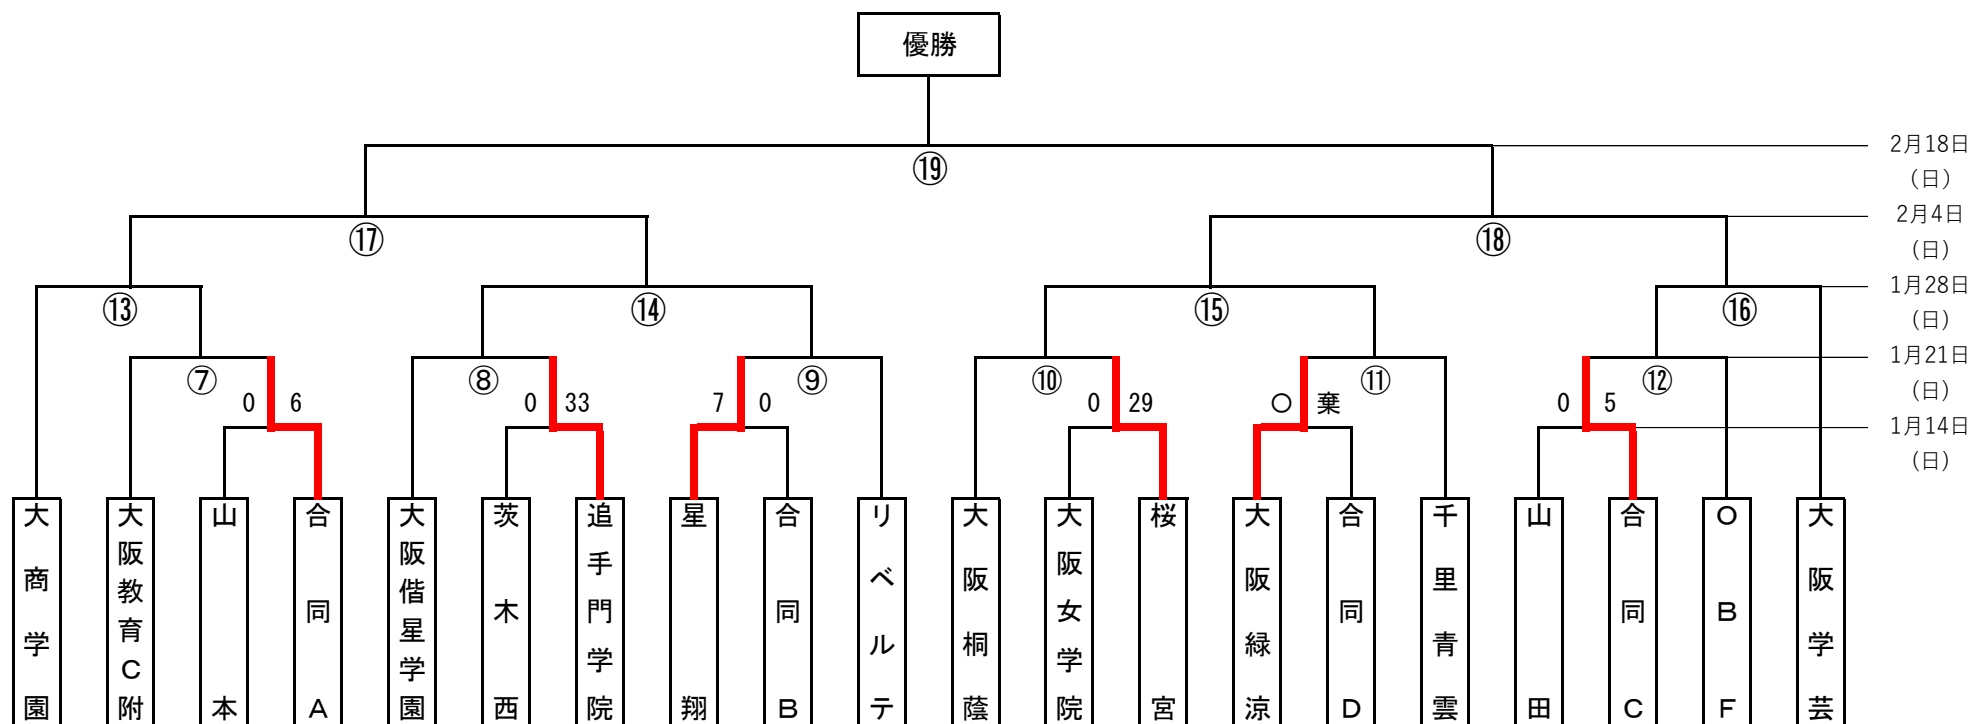 優勝
2月18日
（日）
⑲
2月4日
（日）
⑰
⑱
1月28日
（日）
⑬
⑭
⑮
⑯
1月21日
（日）
⑦
⑧
⑨
⑩
⑪
⑫
0 6
0 33
7 0
0 29
○ 棄
0 5
1月14日
（日）
大商学園
大阪教育C附
山本
合同A
大阪偕星学園
茨木西
追手門学院
星翔
合同B
リベルテ
大阪桐蔭
大阪女学院
桜宮
大阪緑涼
合同D
千里青雲
山田
合同C
OBF
大阪学芸